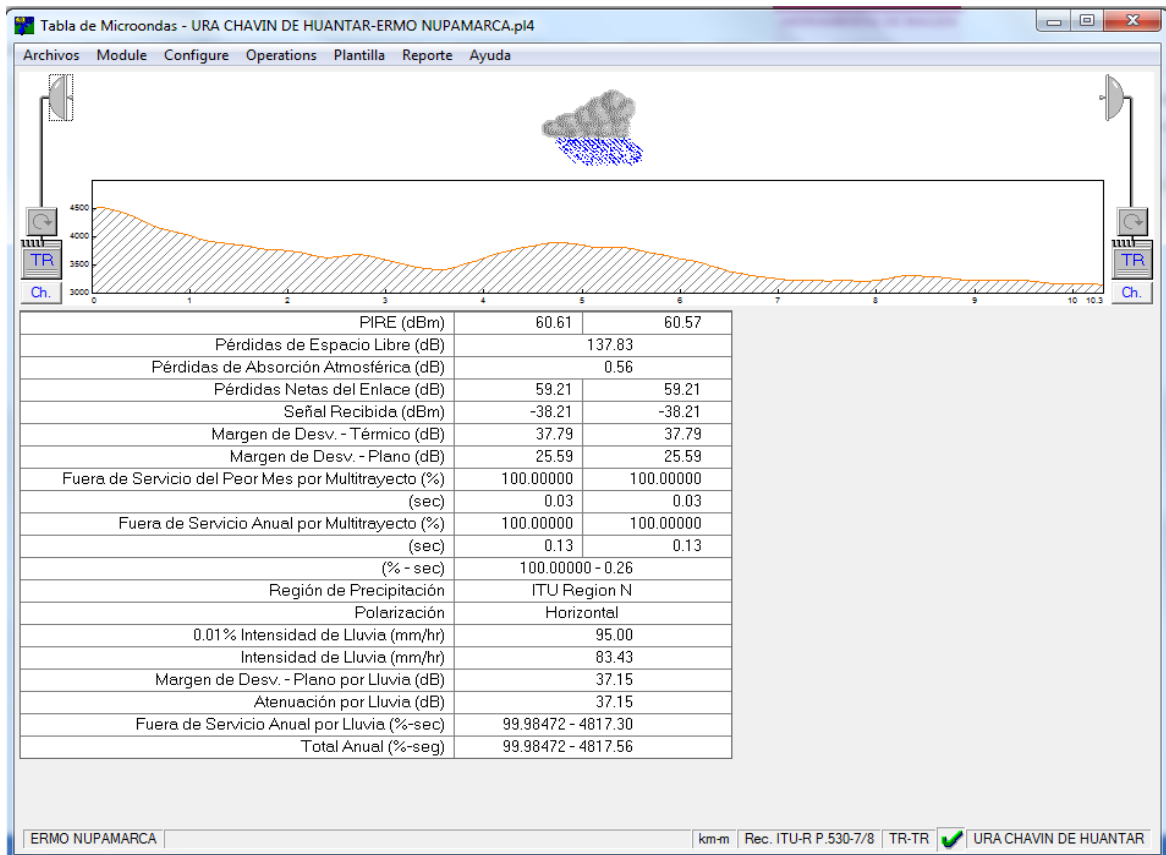 Tabla de Microondas - URA CHAVIN DE HUANTAR-ERMO NUPAMARCA.pl4
Archivos Module Configure Operations Plantilla Reporte Ayuda
4500
4000
3500
3000
0 1 2 3 4 5 6 7 8 9 10 10.3
TR
Ch.
TR
Ch.
PIRE (dBm) 60.61 60.57
Pérdidas de Espacio Libre (dB) 137.83
Pérdidas de Absorción Atmosférica (dB) 0.56
Pérdidas Netas del Enlace (dB) 59.21 59.21
Señal Recibida (dBm) -38.21 -38.21
Margen de Desv. - Térmico (dB) 37.79 37.79
Margen de Desv. - Plano (dB) 25.59 25.59
Fuera de Servicio del Peor Mes por Multitrayecto (%) 100.00000 100.00000
(sec) 0.03 0.03
Fuera de Servicio Anual por Multitrayecto (%) 100.00000 100.00000
(sec) 0.13 0.13
(% - sec) 100.00000 - 0.26
Región de Precipitación ITU Region N
Polarización Horizontal
0.01% Intensidad de Lluvia (mm/hr) 95.00
Intensidad de Lluvia (mm/hr) 83.43
Margen de Desv. - Plano por Lluvia (dB) 37.15
Atenuación por Lluvia (dB) 37.15
Fuera de Servicio Anual por Lluvia (%-sec) 99.98472 - 4817.30
Total Anual (%-seg) 99.98472 - 4817.56
ERMO NUPAMARCA km-m Rec. ITU-R P.530-7/8 TR-TR URA CHAVIN DE HUANTAR